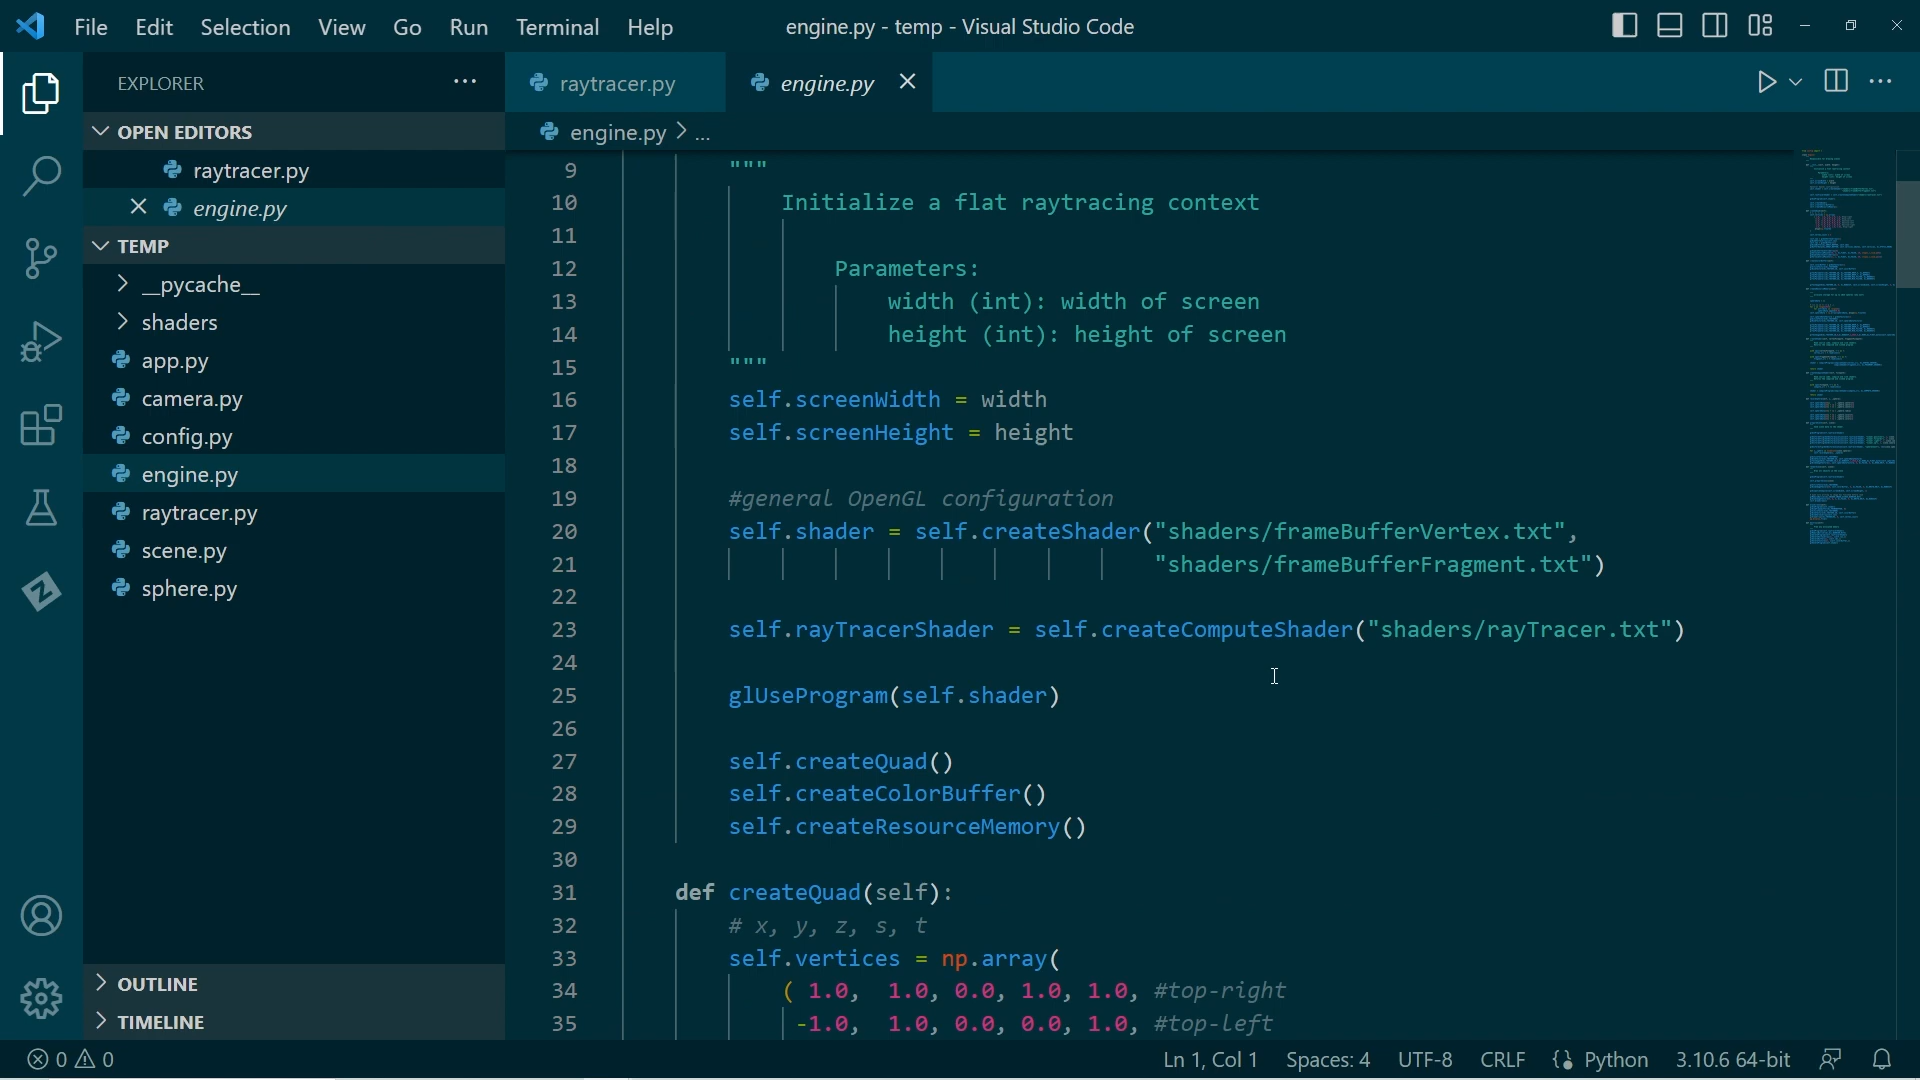 File Edit Selection View Go Run Terminal Help
engine.py - temp - Visual Studio Code
EXPLORER
OPEN EDITORS
raytracer.py
engine.py
TEMP
__pycache__
shaders
app.py
camera.py
config.py
engine.py
raytracer.py
scene.py
sphere.py
OUTLINE
TIMELINE
raytracer.py engine.py
engine.py > ...
9 """
10 Initialize a flat raytracing context
11
12 Parameters:
13 width (int): width of screen
14 height (int): height of screen
15 """
16 self.screenWidth = width
17 self.screenHeight = height
18
19 #general OpenGL configuration
20 self.shader = self.createShader("shaders/frameBufferVertex.txt",
21 "shaders/frameBufferFragment.txt")
22
23 self.rayTracerShader = self.createComputeShader("shaders/rayTracer.txt")
24
25 glUseProgram(self.shader)
26
27 self.createQuad()
28 self.createColorBuffer()
29 self.createResourceMemory()
30
31 def createQuad(self):
32 # x, y, z, s, t
33 self.vertices = np.array(
34 ( 1.0, 1.0, 0.0, 1.0, 1.0, #top-right
35 -1.0, 1.0, 0.0, 0.0, 1.0, #top-left
0 0 Ln 1, Col 1 Spaces: 4 UTF-8 CRLF Python 3.10.6 64-bit